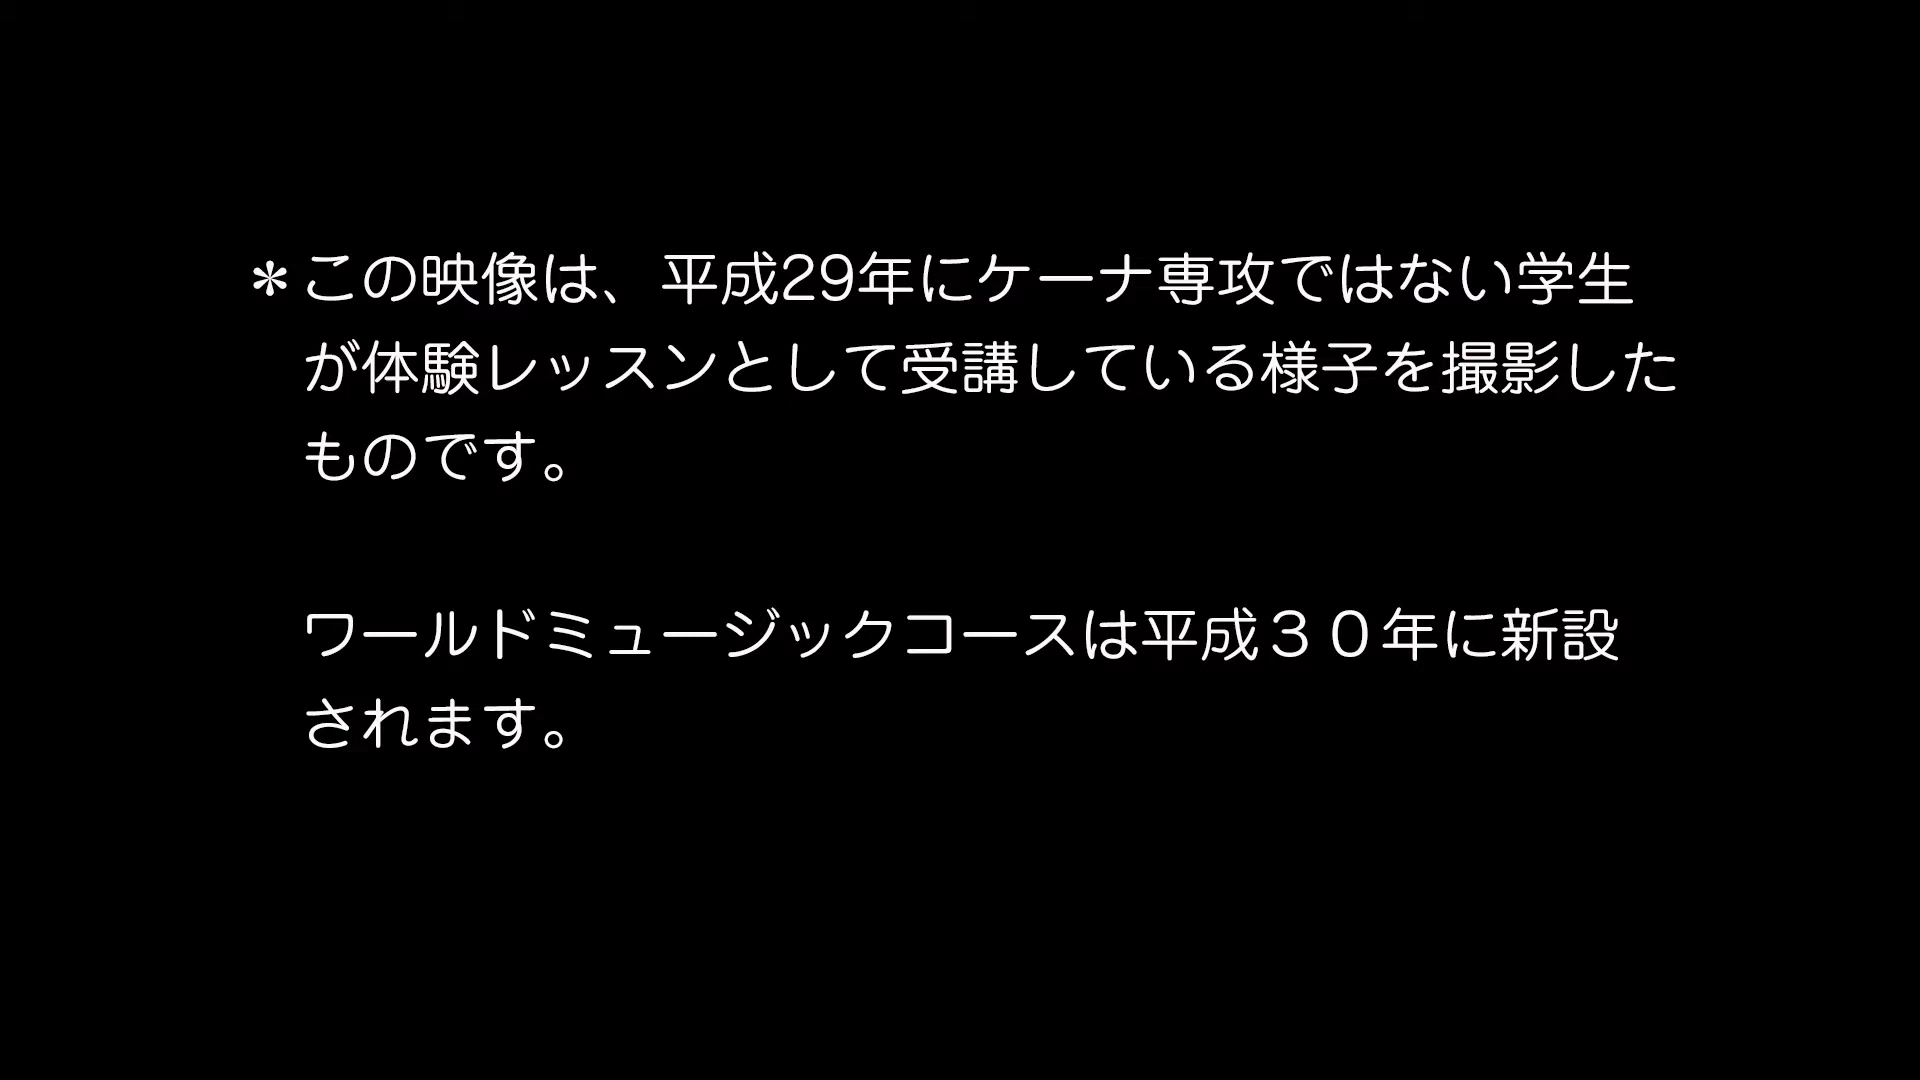 ＊この映像は、平成29年にケーナ専攻ではない学生
が体験レッスンとして受講している様子を撮影した
ものです。
ワールドミュージックコースは平成３０年に新設
されます。